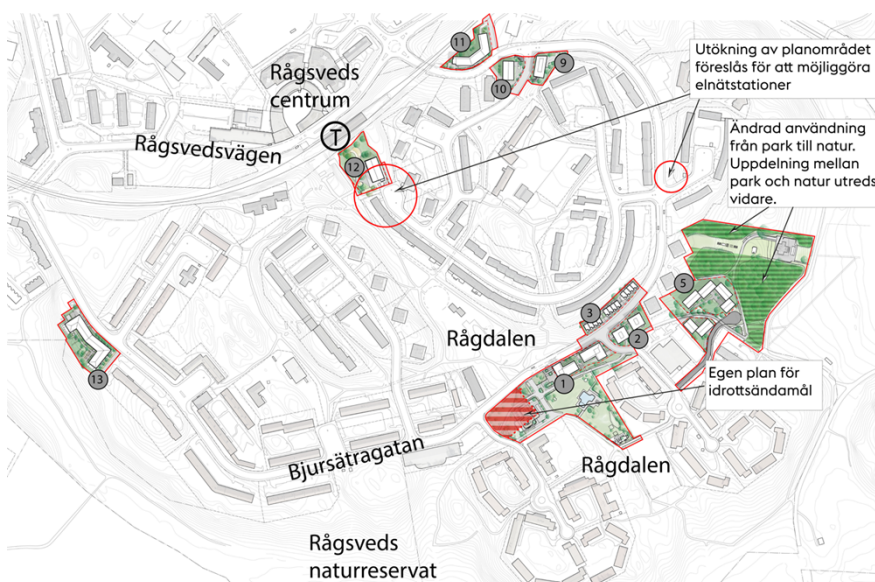 11
Rågsveds
centrum
10
9
Utökning av planområdet
föreslås för att möjliggöra
elnätstationer
T
Rågsvedsvägen
12
Ändrad användning
från park till natur.
Uppdelning mellan
park och natur utreds
vidare.
5
3
Rågdalen
2
13
1
Egen plan för
idrottsändamål
Bjursätragatan
Rågdalen
Rågsveds
naturreservat